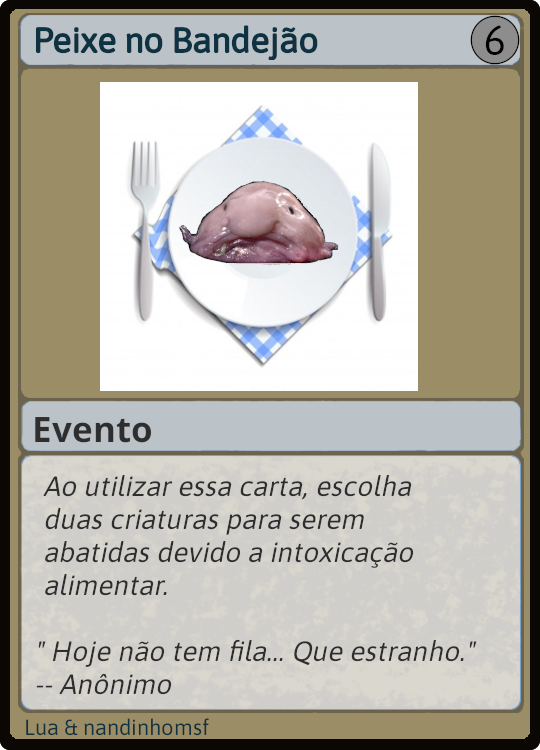 Peixe no Bandejão
6
Evento
Ao utilizar essa carta, escolha
duas criaturas para serem
abatidas devido a intoxicação
alimentar.
" Hoje não tem fila... Que estranho."
-- Anônimo
Lua & nandinhomsf